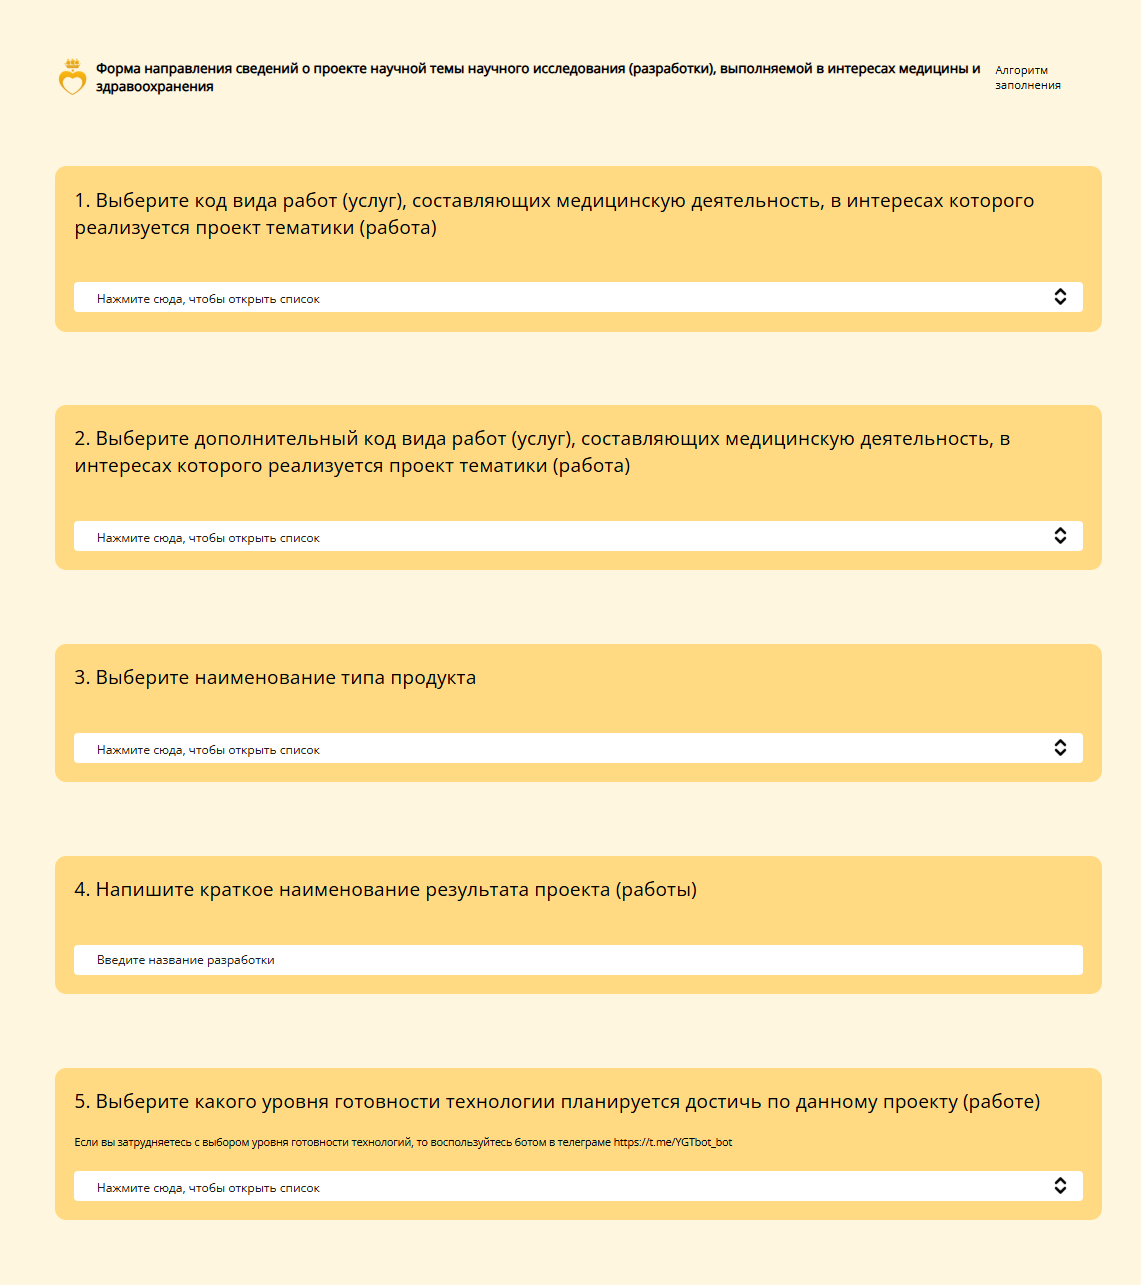 Форма направления сведений о проекте научной темы научного исследования (разработки), выполняемой в интересах медицины и
здравоохранения
Алгоритм
заполнения
1. Выберите код вида работ (услуг), составляющих медицинскую деятельность, в интересах которого
реализуется проект тематики (работа)
Нажмите сюда, чтобы открыть список
2. Выберите дополнительный код вида работ (услуг), составляющих медицинскую деятельность, в
интересах которого реализуется проект тематики (работа)
Нажмите сюда, чтобы открыть список
3. Выберите наименование типа продукта
Нажмите сюда, чтобы открыть список
4. Напишите краткое наименование результата проекта (работы)
Введите название разработки
5. Выберите какого уровня готовности технологии планируется достичь по данному проекту (работе)
Если вы затрудняетесь с выбором уровня готовности технологий, то воспользуйтесь ботом в телеграме https://t.me/YGTbot_bot
Нажмите сюда, чтобы открыть список